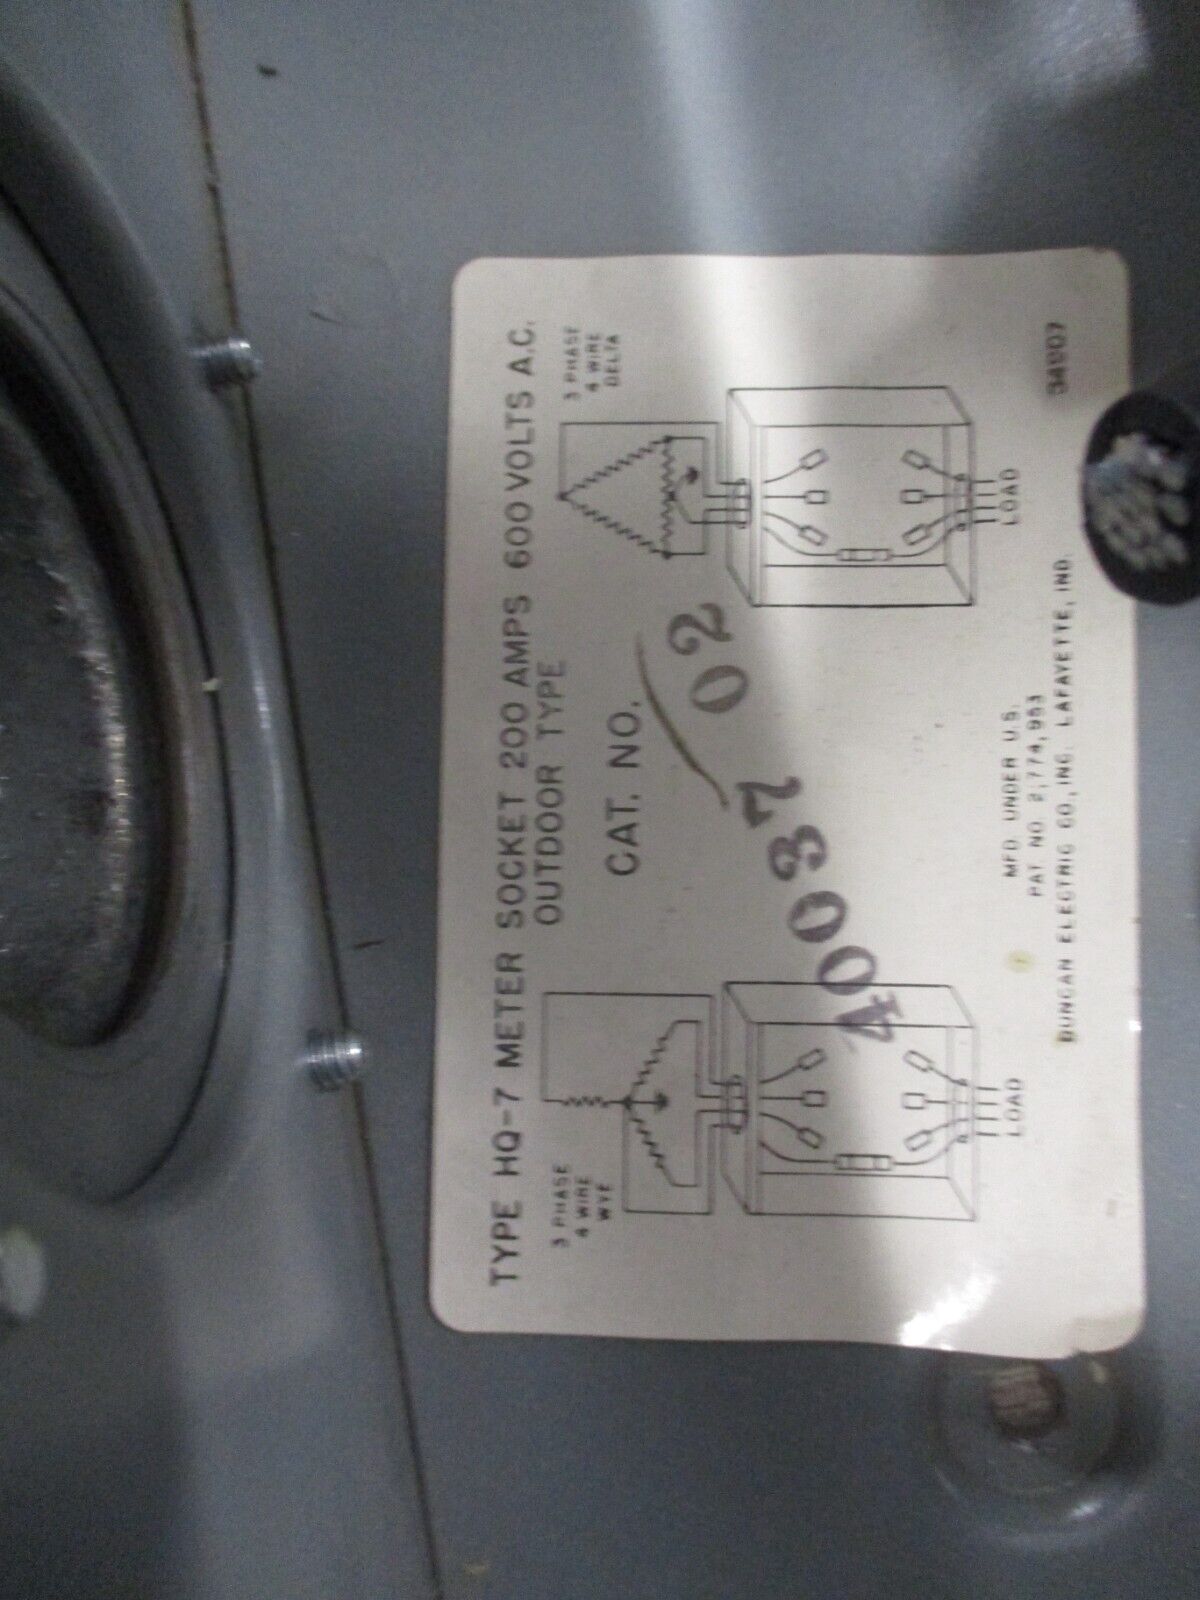 TYPE HQ-7 METER SOCKET 200 AMPS 600 VOLTS A.C.
OUTDOOR TYPE
3 PHASE
4 WIRE
WYE
3 PHASE
4 WIRE
DELTA
CAT. NO.
40037 02
LOAD
LOAD
MFD. UNDER U.S.
PAT NO. 2,774,953
DUNCAN ELECTRIC CO., INC. LAFAYETTE, IND.